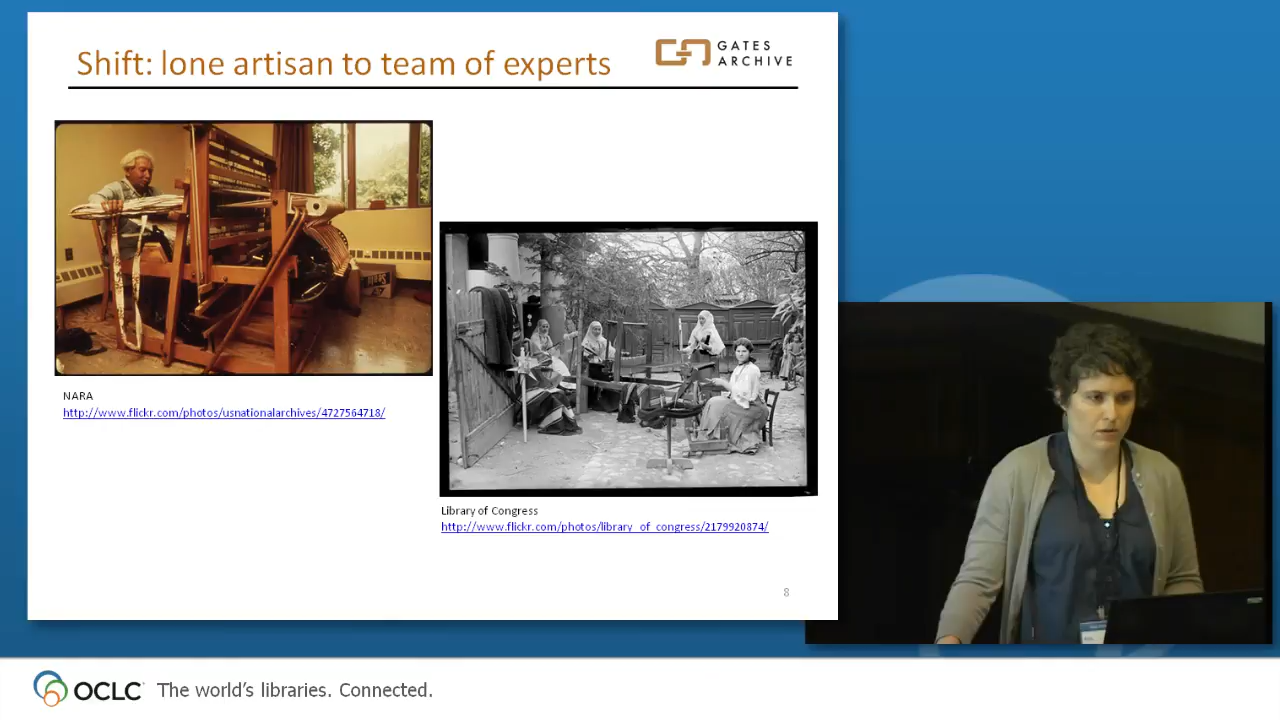 Shift: lone artisan to team of experts
GATES
ARCHIVE
NARA
http://www.flickr.com/photos/usnationalarchives/4727564718/
Library of Congress
http://www.flickr.com/photos/library_of_congress/2179920874/
8
OCLC
The world's libraries. Connected.